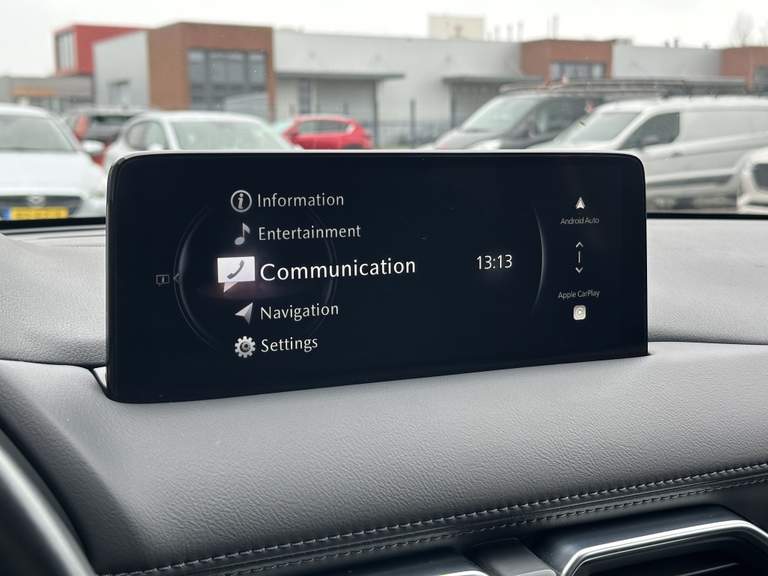 Information
Entertainment
Communication
13:13
Navigation
Settings
Android Auto
Apple CarPlay